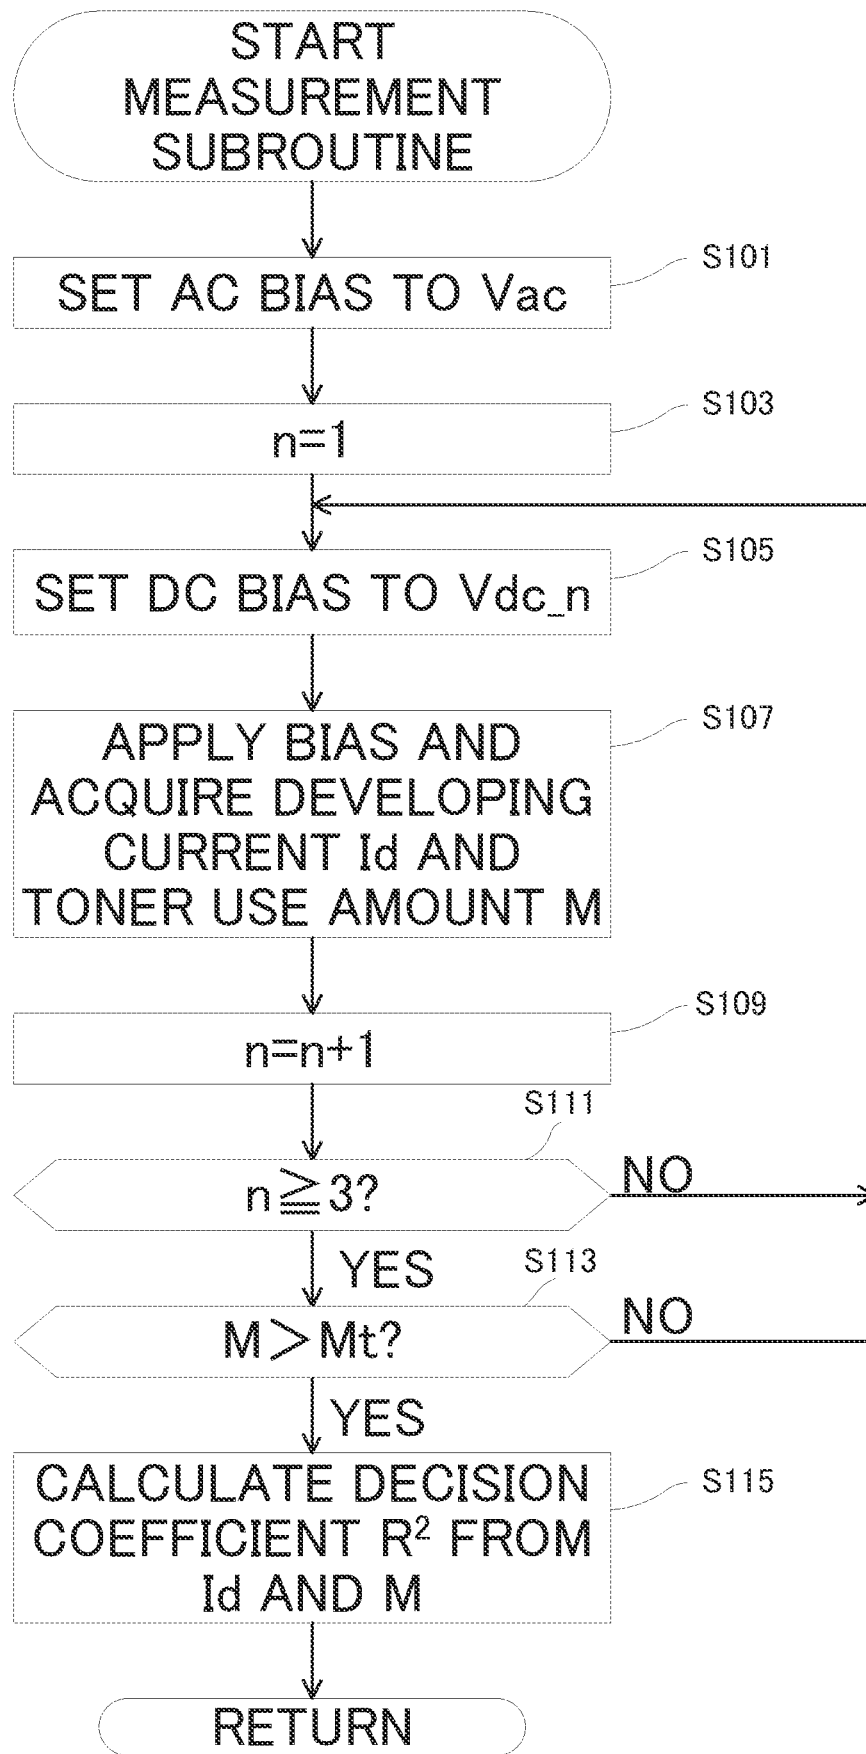 START
MEASUREMENT
SUBROUTINE
S101
SET AC BIAS TO Vac
S103
n=1
S105
SET DC BIAS TO Vdc_n
S107
APPLY BIAS AND
ACQUIRE DEVELOPING
CURRENT Id AND
TONER USE AMOUNT M
S109
n=n+1
S111
n≧3?
NO
YES
S113
M>Mt?
NO
YES
S115
CALCULATE DECISION
COEFFICIENT R² FROM
Id AND M
RETURN